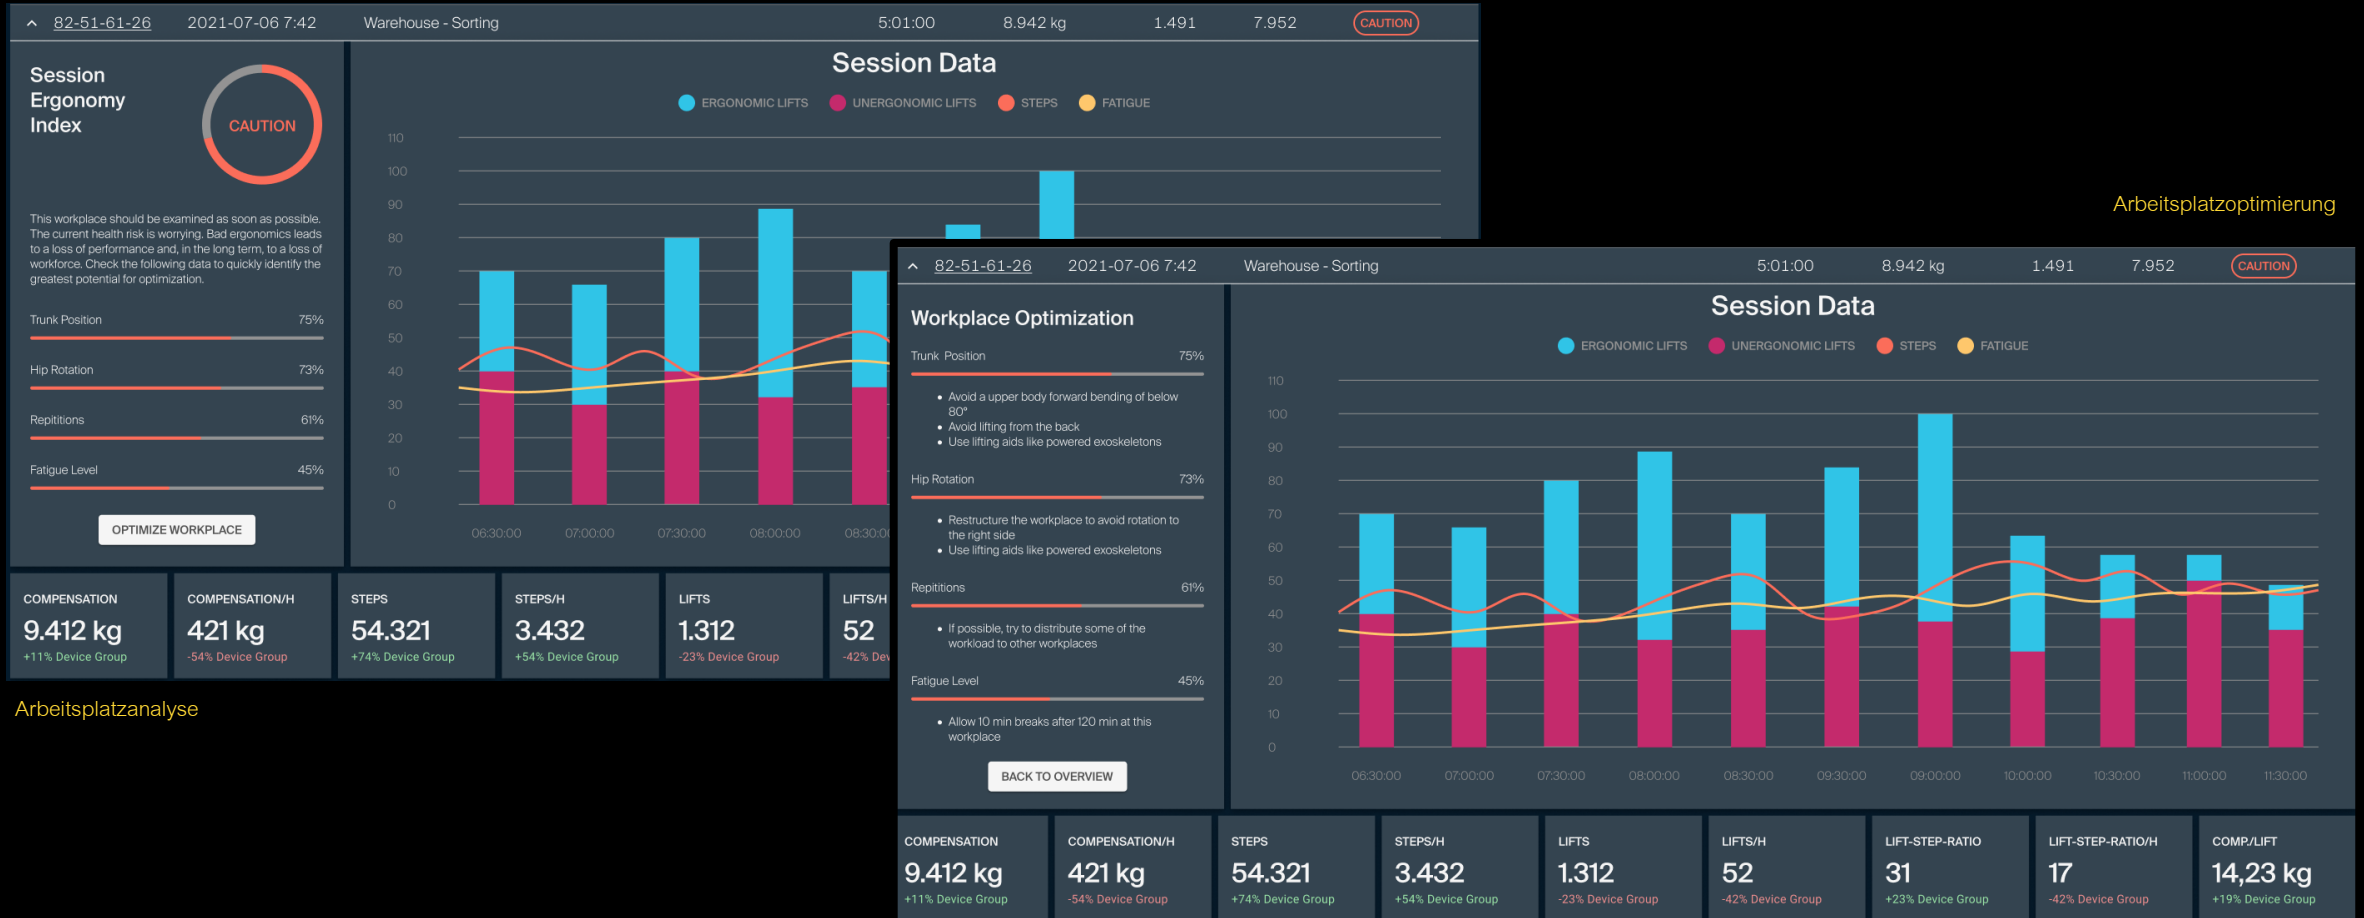 82-51-61-26 2021-07-06 7:42 Warehouse - Sorting 5:01:00 8.942 kg 1.491 7.952 CAUTION
Session
Ergonomy
Index
CAUTION
This workplace should be examined as soon as possible.
The current health risk is worrying. Bad ergonomics leads
to a loss of performance and, in the long term, to a loss of
workforce. Check the following data to quickly identify the
greatest potential for optimization.
Trunk Position 75%
Hip Rotation 73%
Repititions 61%
Fatigue Level 45%
OPTIMIZE WORKPLACE
Session Data
ERGONOMIC LIFTS UNERGONOMIC LIFTS STEPS FATIGUE
110
100
90
80
70
60
50
40
30
20
10
0
06:30:00 07:00:00 07:30:00 08:00:00 08:30:00
COMPENSATION COMPENSATION/H STEPS STEPS/H LIFTS LIFTS/H
9.412 kg 421 kg 54.321 3.432 1.312 52
+11% Device Group -54% Device Group +74% Device Group +54% Device Group -23% Device Group -42% Dev
Arbeitsplatzanalyse
Arbeitsplatzoptimierung
82-51-61-26 2021-07-06 7:42 Warehouse - Sorting 5:01:00 8.942 kg 1.491 7.952 CAUTION
Workplace Optimization
Trunk Position 75%
• Avoid a upper body forward bending of below
80°
• Avoid lifting from the back
• Use lifting aids like powered exoskeletons
Hip Rotation 73%
• Restructure the workplace to avoid rotation to
the right side
• Use lifting aids like powered exoskeletons
Repititions 61%
• If possible, try to distribute some of the
workload to other workplaces
Fatigue Level 45%
• Allow 10 min breaks after 120 min at this
workplace
BACK TO OVERVIEW
Session Data
ERGONOMIC LIFTS UNERGONOMIC LIFTS STEPS FATIGUE
110
100
90
80
70
60
50
40
30
20
10
0
06:30:00 07:00:00 07:30:00 08:00:00 08:30:00 09:30:00 09:00:00 10:00:00 10:30:00 11:00:00 11:30:00
COMPENSATION COMPENSATION/H STEPS STEPS/H LIFTS LIFTS/H LIFT-STEP-RATIO LIFT-STEP-RATIO/H COMP./LIFT
9.412 kg 421 kg 54.321 3.432 1.312 52 31 17 14,23 kg
+11% Device Group -54% Device Group +74% Device Group +54% Device Group -23% Device Group -42% Device Group +23% Device Group -42% Device Group +19% Device Group